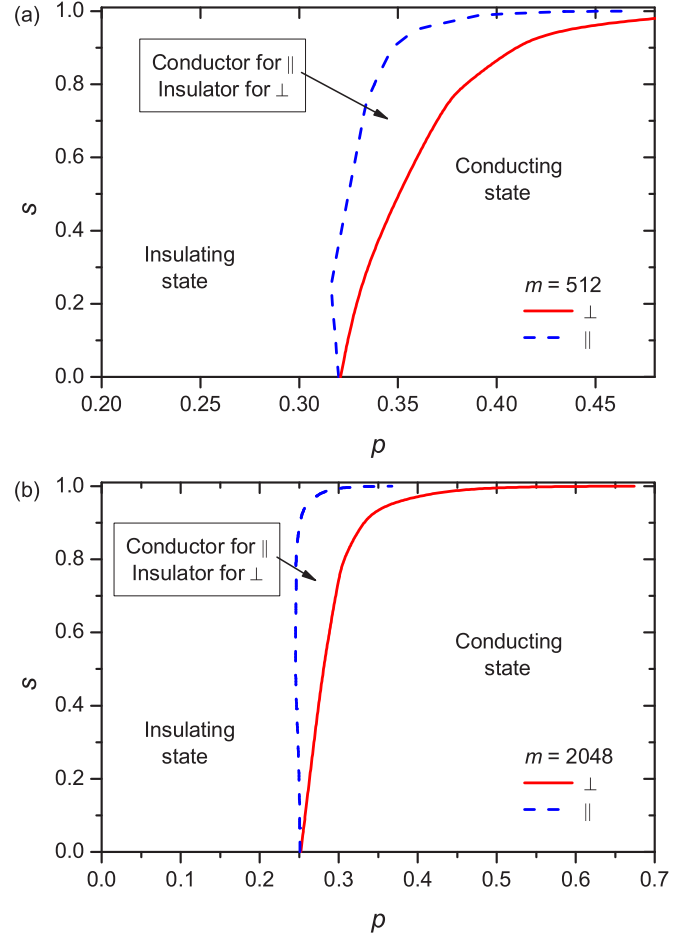 (a)
1.0
0.8
0.6
0.4
0.2
0.0
s
Conductor for ||
Insulator for ⊥
Conducting
state
Insulating
state
m = 512
⊥
||
0.20
0.25
0.30
0.35
0.40
0.45
p
(b)
1.0
0.8
0.6
0.4
0.2
0.0
s
Conductor for ||
Insulator for ⊥
Conducting
state
Insulating
state
m = 2048
⊥
||
0.0
0.1
0.2
0.3
0.4
0.5
0.6
0.7
p